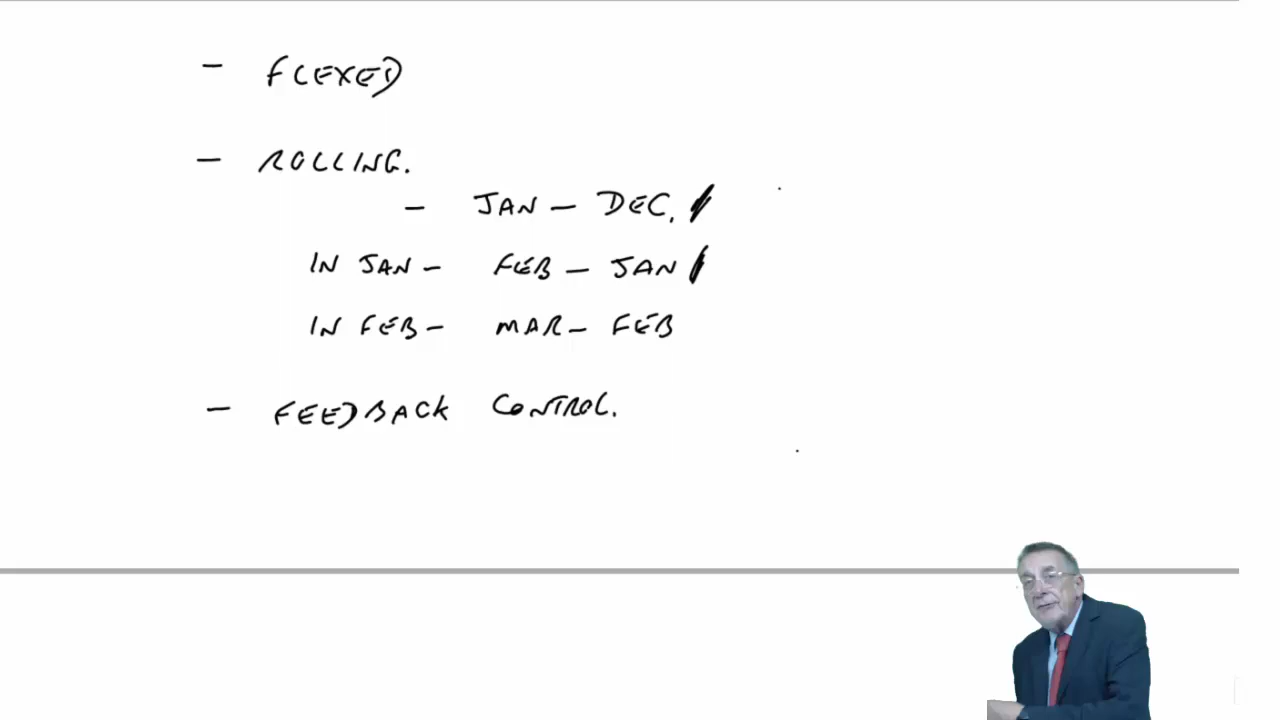 - FLEXED
- ROLLING.
- JAN - DEC.
IN JAN - FEB - JAN
IN FEB - MAR - FEB
- FEEDBACK CONTROL.